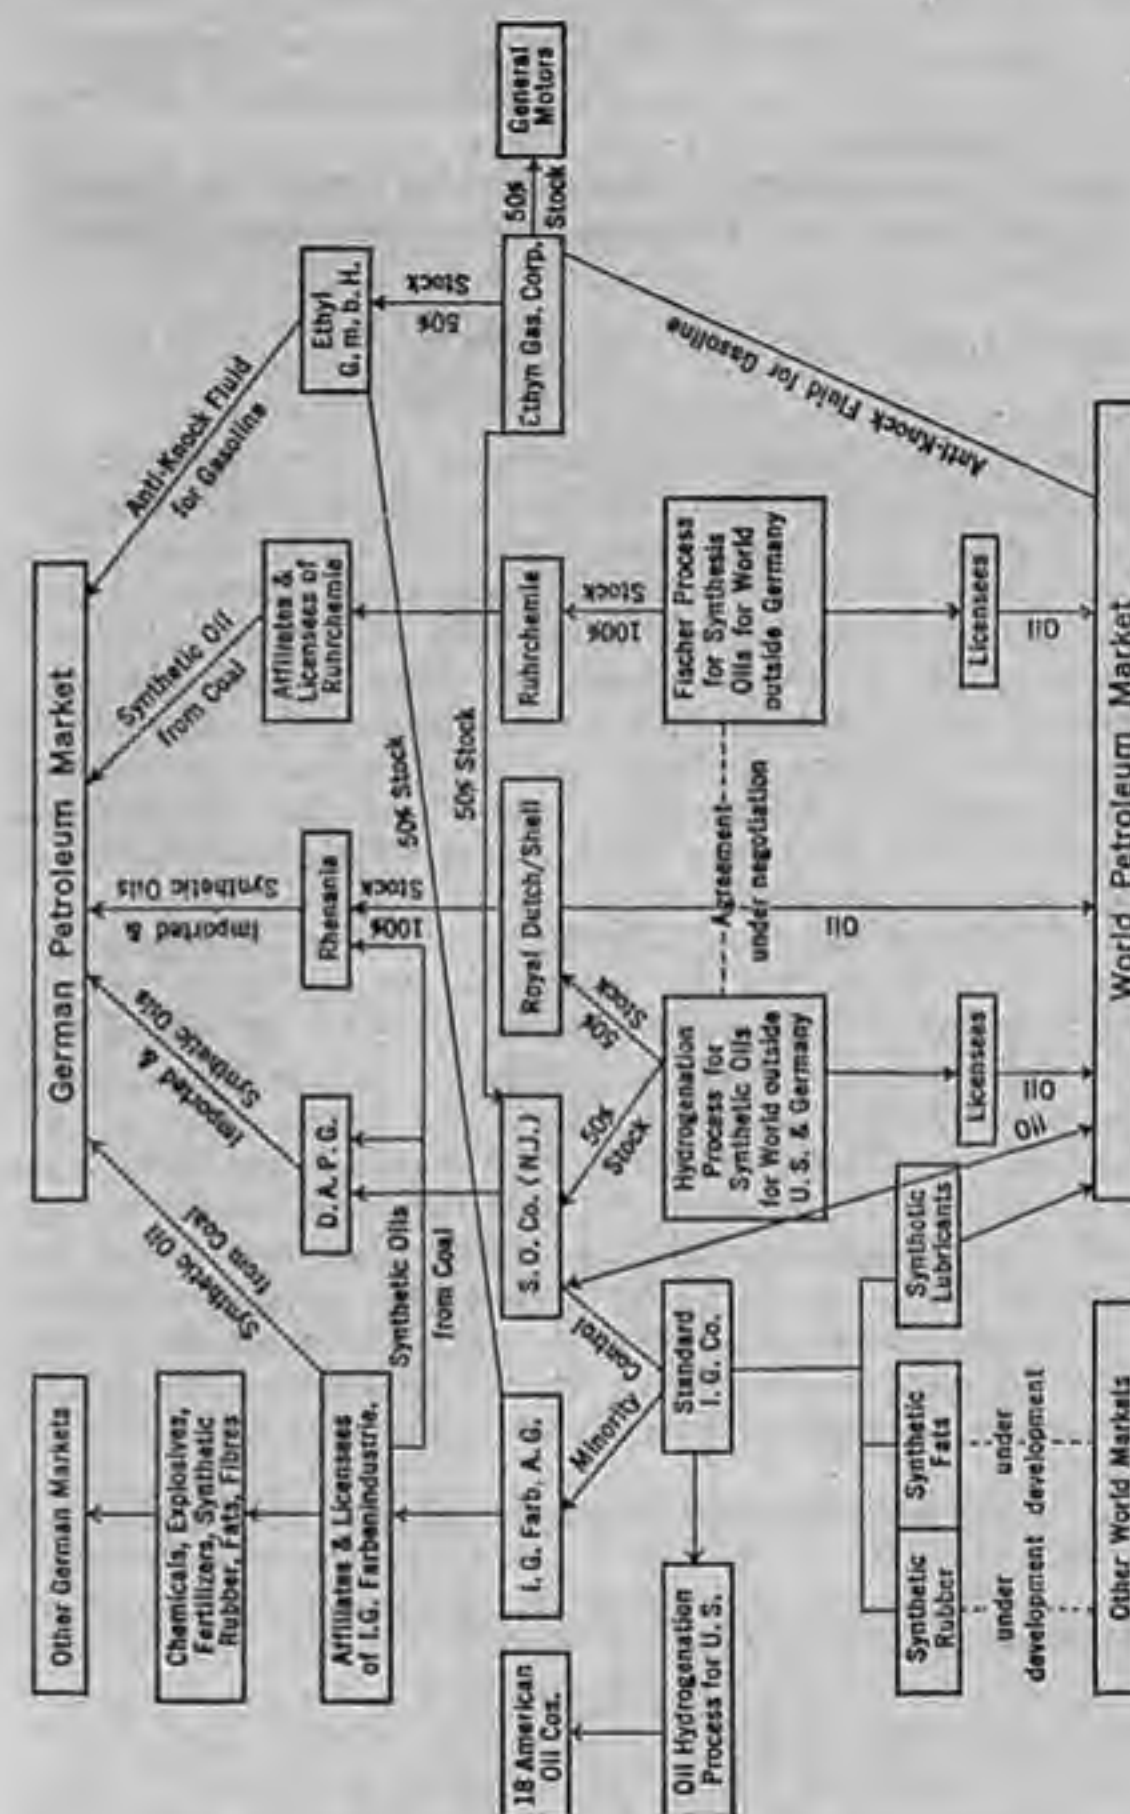 Other German Markets
German Petroleum Market
Chemicals, Explosives,
Fertilizers, Synthetic
Rubber, Fats, Fibres
Synthetic Oil
from Coal
Imported &
Synthetic Oils
Imported &
Synthetic Oils
Synthetic Oil
from Coal
Anti-Knock Fluid
for Gasoline
Affiliates & Licensees
of I.G. Farbenindustrie.
D.A.P.G.
Rhenania
Affiliates &
Licensees of
Ruhrchemie
Ethyl
G.m.b.H.
Synthetic Oils
from Coal
100%
Stock
50% Stock
50%
Stock
50% Stock
18 American
Oil Cos.
I.G. Farb. A.G.
S.O.Co. (N.J.)
Royal Dutch/Shell
Ruhrchemie
Ethyn Gas. Corp.
50%
Stock
General
Motors
Minority
Control
50%
Stock
50%
Stock
100%
Stock
Oil Hydrogenation
Process for U.S.
Standard
I.G. Co.
Hydrogenation
Process for
Synthetic Oils
for World outside
U.S. & Germany
Agreement
under negotiation
Fischer Process
for Synthesis
Oils for World
outside Germany
Anti-Knock Fluid for Gasoline
Synthetic
Rubber
Synthetic
Fats
Synthotic
Lubricants
Licensees
Oil
Licensees
under
development
under
development
Oil
Oil
Oil
Other World Markets
World Petroleum Market